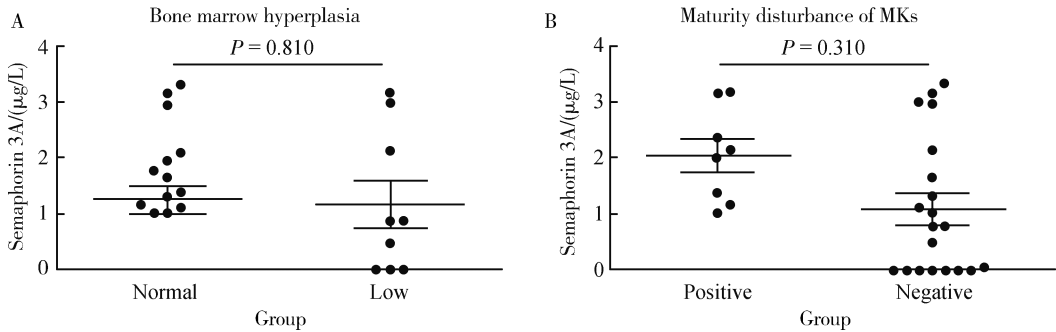 A
Bone marrow hyperplasia
P = 0.810
Semaphorin 3A/(μg/L)
4
3
2
1
0
Normal
Low
Group
B
Maturity disturbance of MKs
P = 0.310
Semaphorin 3A/(μg/L)
4
3
2
1
0
Positive
Negative
Group